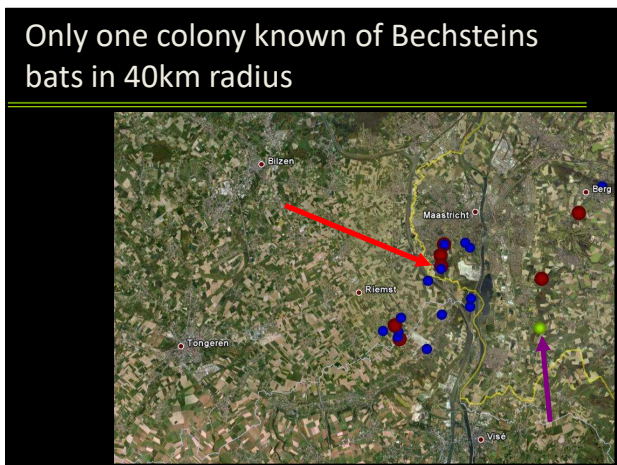 Only one colony known of Bechsteins
bats in 40km radius
Bilzen
Berg
Maastricht
Riemst
Tongeren
Visé